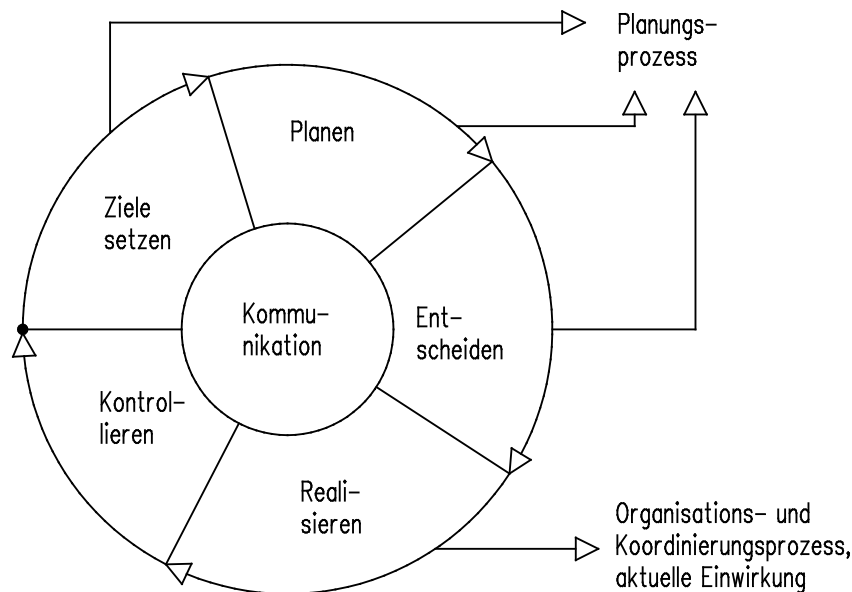 Planungs-
prozess
Planen
Ziele
setzen
Kommu-
nikation
Ent-
scheiden
Kontrol-
lieren
Reali-
sieren
Organisations- und
Koordinierungsprozess,
aktuelle Einwirkung